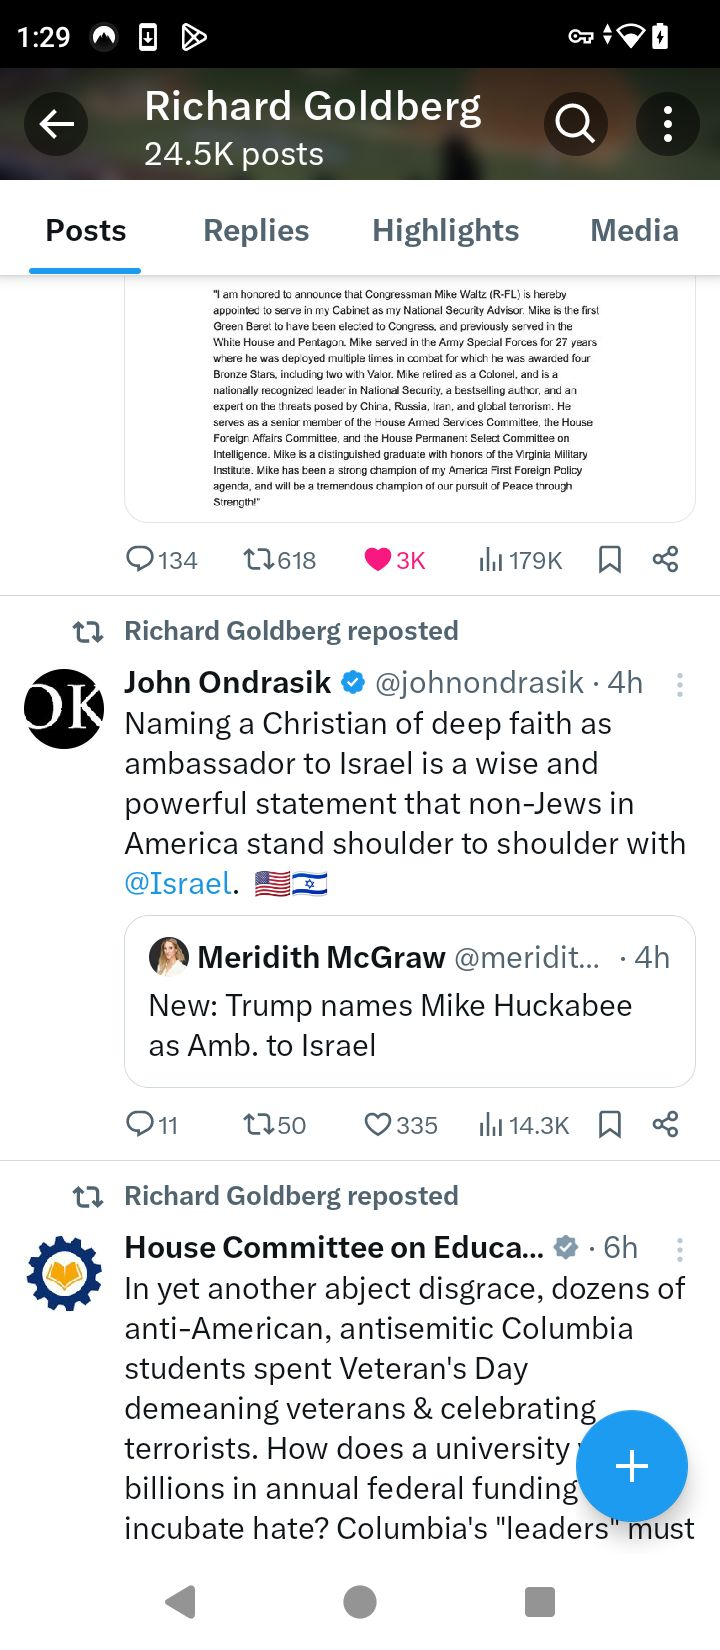 1:29
Richard Goldberg
24.5K posts
Posts Replies Highlights Media
"I am honored to announce that Congressman Mike Waltz (R-FL) is hereby
appointed to serve in my Cabinet as my National Security Advisor. Mike is the first
Green Beret to have been elected to Congress, and previously served in the
White House and Pentagon. Mike served in the Army Special Forces for 27 years
where he was deployed multiple times in combat for which he was awarded four
Bronze Stars, including two with Valor. Mike retired as a Colonel, and is a
nationally recognized leader in National Security, a bestselling author, and an
expert on the threats posed by China, Russia, Iran, and global terrorism. He
serves as a senior member of the House Armed Services Committee, the House
Foreign Affairs Committee, and the House Permanent Select Committee on
Intelligence. Mike is a distinguished graduate with honors of the Virginia Military
Institute. Mike has been a strong champion of my America First Foreign Policy
agenda, and will be a tremendous champion of our pursuit of Peace through
Strength!"
134 618 3K 179K
Richard Goldberg reposted
OK
John Ondrasik @johnondrasik · 4h
Naming a Christian of deep faith as
ambassador to Israel is a wise and
powerful statement that non-Jews in
America stand shoulder to shoulder with
@Israel. 🇺🇸🇮🇱
Meridith McGraw @meridit... · 4h
New: Trump names Mike Huckabee
as Amb. to Israel
11 50 335 14.3K
Richard Goldberg reposted
House Committee on Educa... · 6h
In yet another abject disgrace, dozens of
anti-American, antisemitic Columbia
students spent Veteran's Day
demeaning veterans & celebrating
terrorists. How does a university
billions in annual federal funding
incubate hate? Columbia's "leaders" must